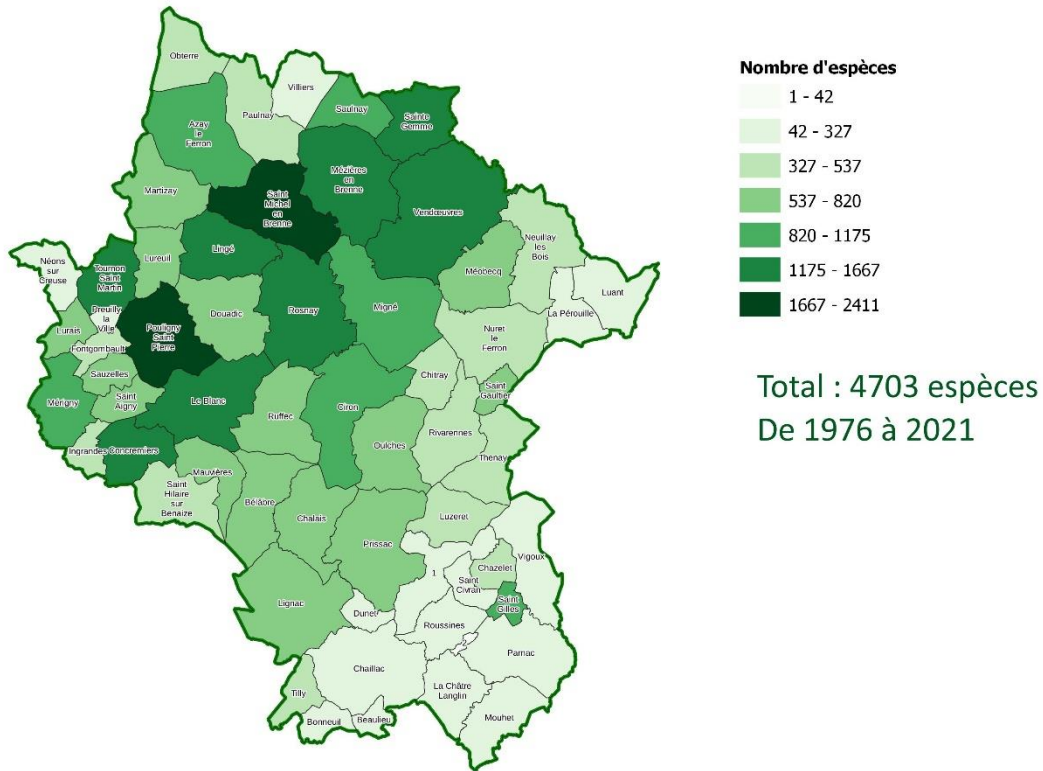 Obterre
Villiers
Paulnay
Saulnay
Sainte
Gemme
Azay
le
Ferron
Mézières
en
Brenne
Martizay
Saint
Michel
en
Brenne
Vendœuvres
Neuillay
les
Bois
Lingé
Lureuil
Méobecq
Néons
sur
Creuse
Tournon
Saint
Martin
Luant
La Pérouille
Preuilly
la
Ville
Douadic
Rosnay
Migné
Pouligny
Saint
Pierre
Lurais
Fontgombault
Nuret
le
Ferron
Sauzelles
Chitray
Saint
Gaultier
Mérigny
Saint
Aigny
Le Blanc
Ruffec
Ciron
Rivarennes
Oulches
Thenay
Ingrandes
Concremiers
Mauvières
Saint
Hilaire
sur
Benaize
Bélâbre
Chalais
Luzeret
Prissac
Vigoux
Chazelet
1
Saint
Civran
Saint
Gilles
Lignac
Dunet
Roussines
Parnac
Chaillac
La Châtre
Langlin
Tilly
Mouhet
Bonneuil
Beaulieu
Nombre d'espèces
1 - 42
42 - 327
327 - 537
537 - 820
820 - 1175
1175 - 1667
1667 - 2411
Total : 4703 espèces
De 1976 à 2021